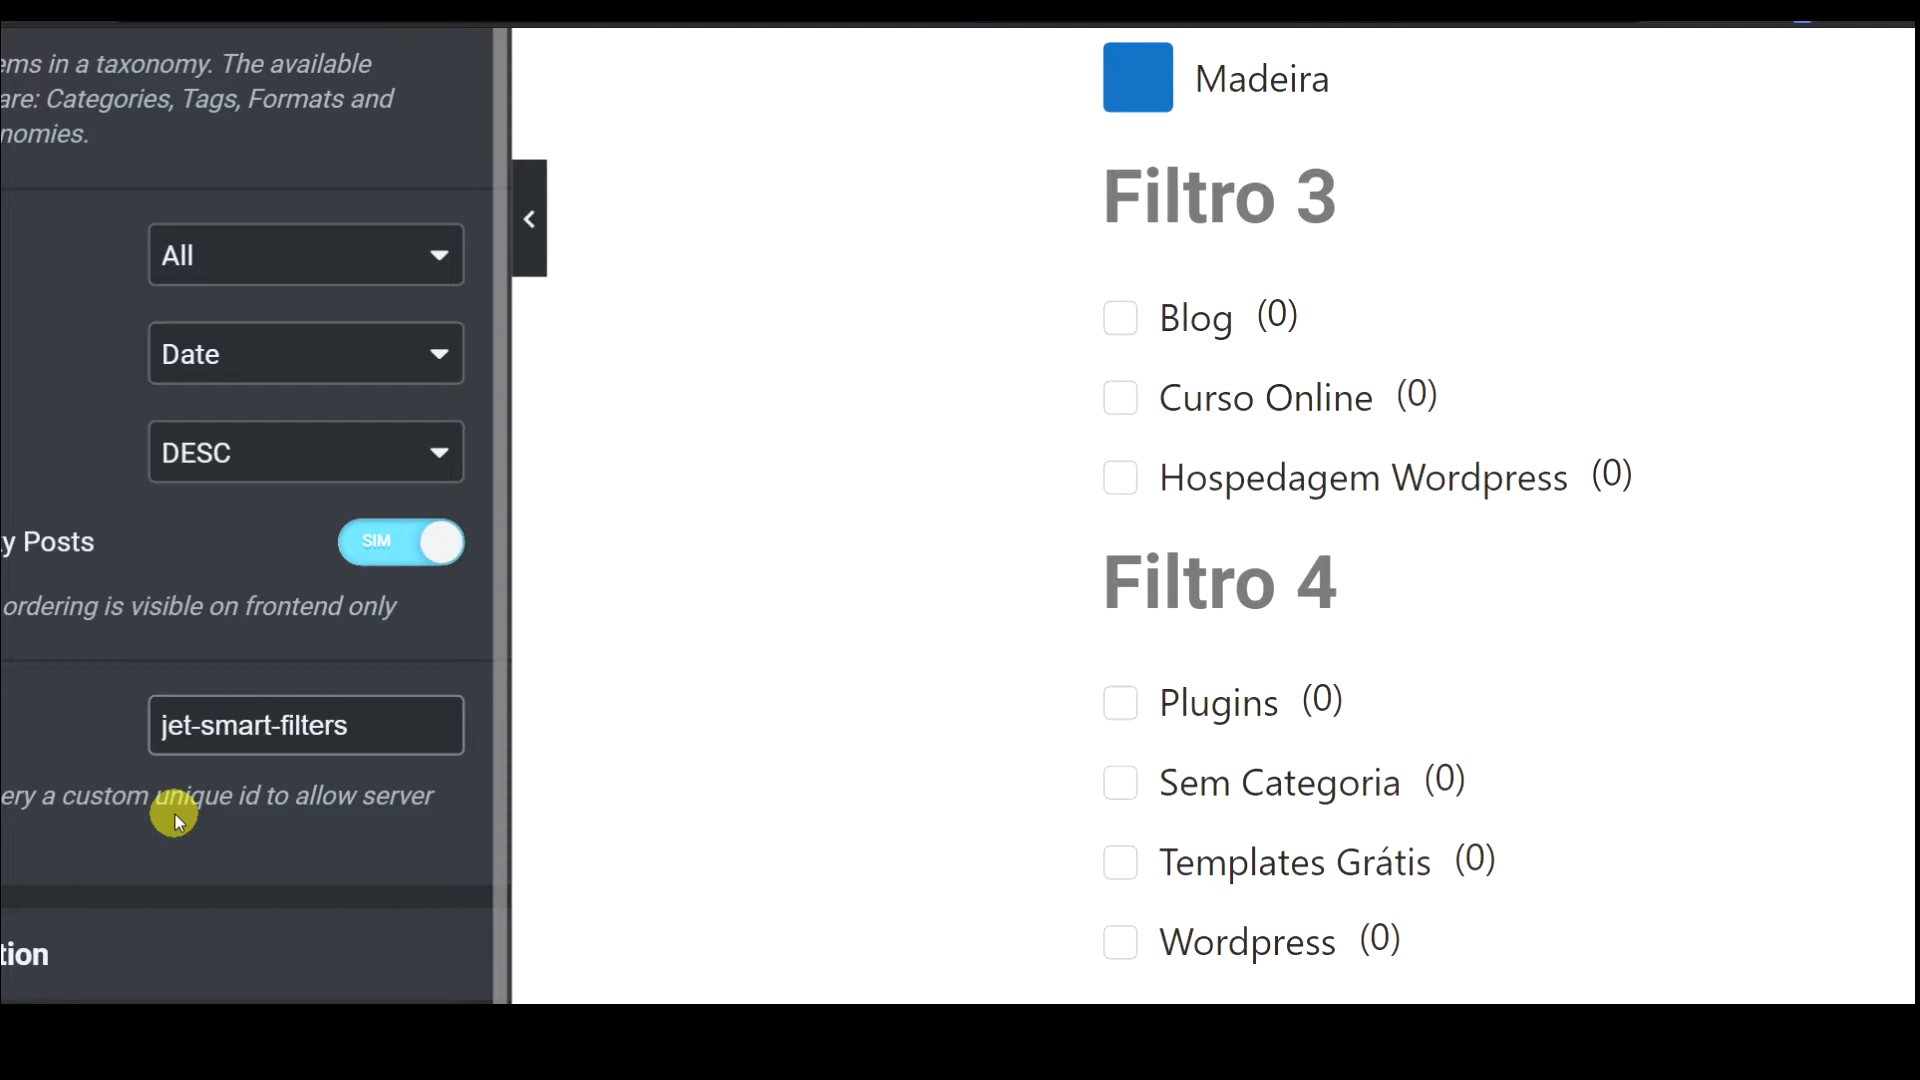 ems in a taxonomy. The available
are: Categories, Tags, Formats and
nomies.
All
Date
DESC
y Posts
SIM
ordering is visible on frontend only
jet-smart-filters
ery a custom unique id to allow server
tion
Madeira
Filtro 3
Blog (0)
Curso Online (0)
Hospedagem Wordpress (0)
Filtro 4
Plugins (0)
Sem Categoria (0)
Templates Grátis (0)
Wordpress (0)